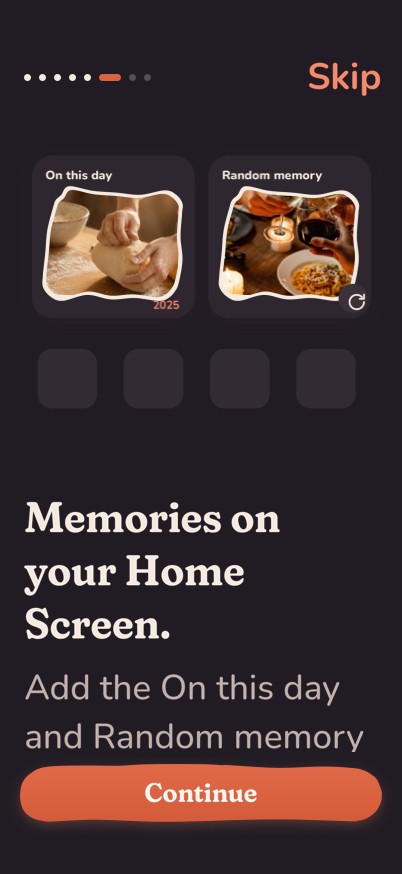 Skip
On this day
Random memory
2025
Memories on
your Home
Screen.
Add the On this day
and Random memory
Continue